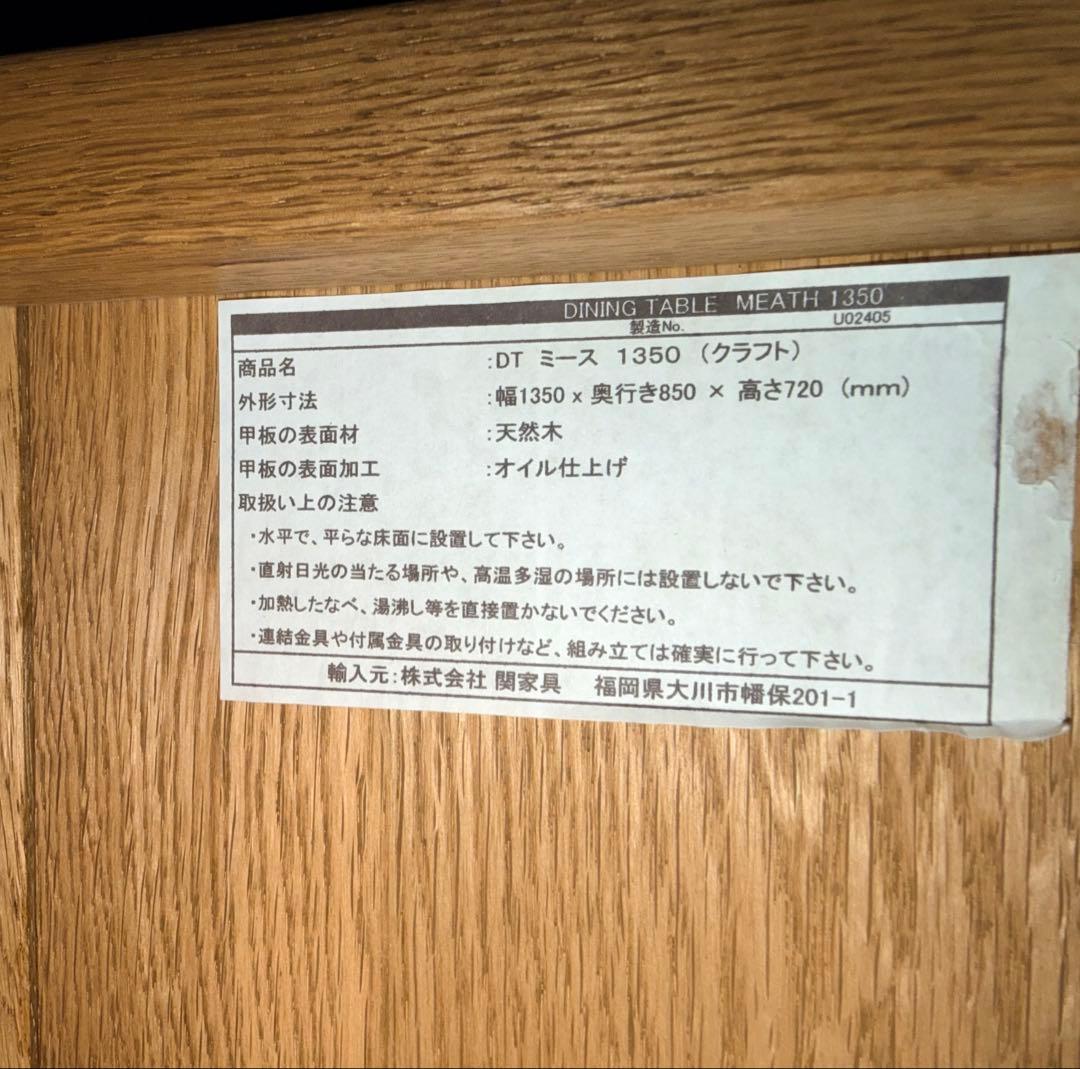 DINING TABLE MEATH 1350
製造No. U02405
商品名 :DT ミース 1350 (クラフト)
外形寸法 :幅1350 x 奥行き850 × 高さ720 (mm)
甲板の表面材 :天然木
甲板の表面加工 :オイル仕上げ
取扱い上の注意
・水平で、平らな床面に設置して下さい。
・直射日光の当たる場所や、高温多湿の場所には設置しないで下さい。
・加熱したなべ、湯沸し等を直接置かないでください。
・連結金具や付属金具の取り付けなど、組み立ては確実に行って下さい。
輸入元:株式会社 関家具 福岡県大川市幡保201-1